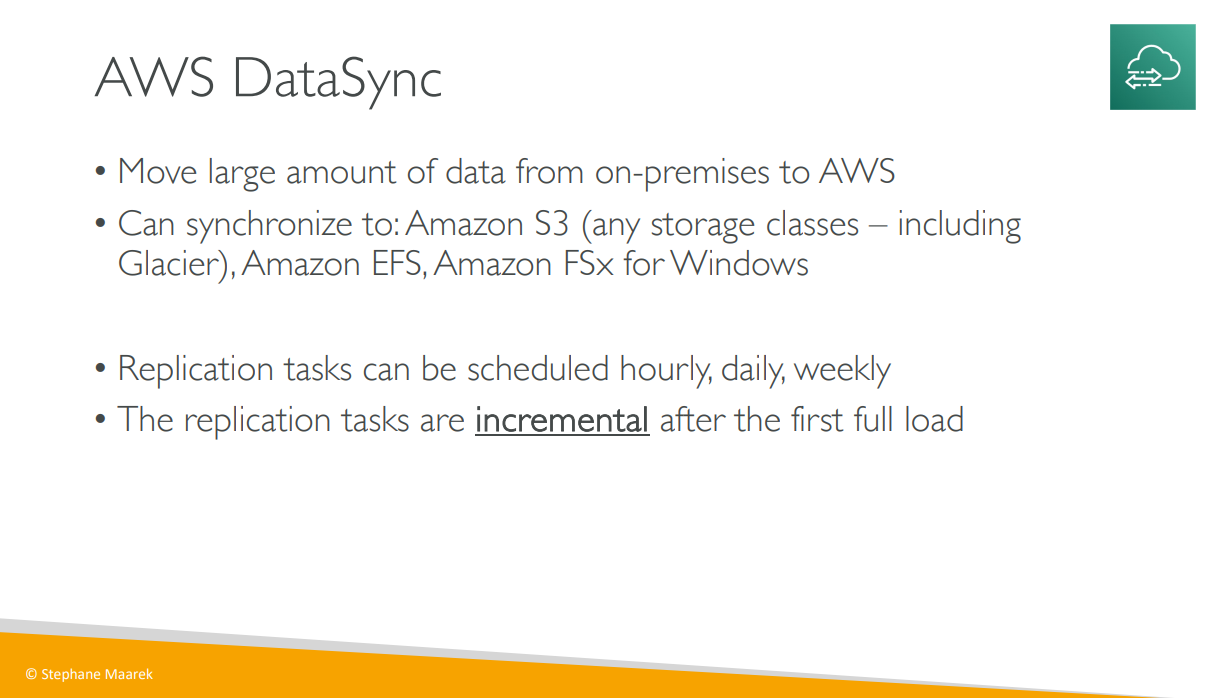 AWS DataSync
• Move large amount of data from on-premises to AWS
• Can synchronize to: Amazon S3 (any storage classes – including
Glacier), Amazon EFS, Amazon FSx for Windows
• Replication tasks can be scheduled hourly, daily, weekly
• The replication tasks are incremental after the first full load
© Stephane Maarek